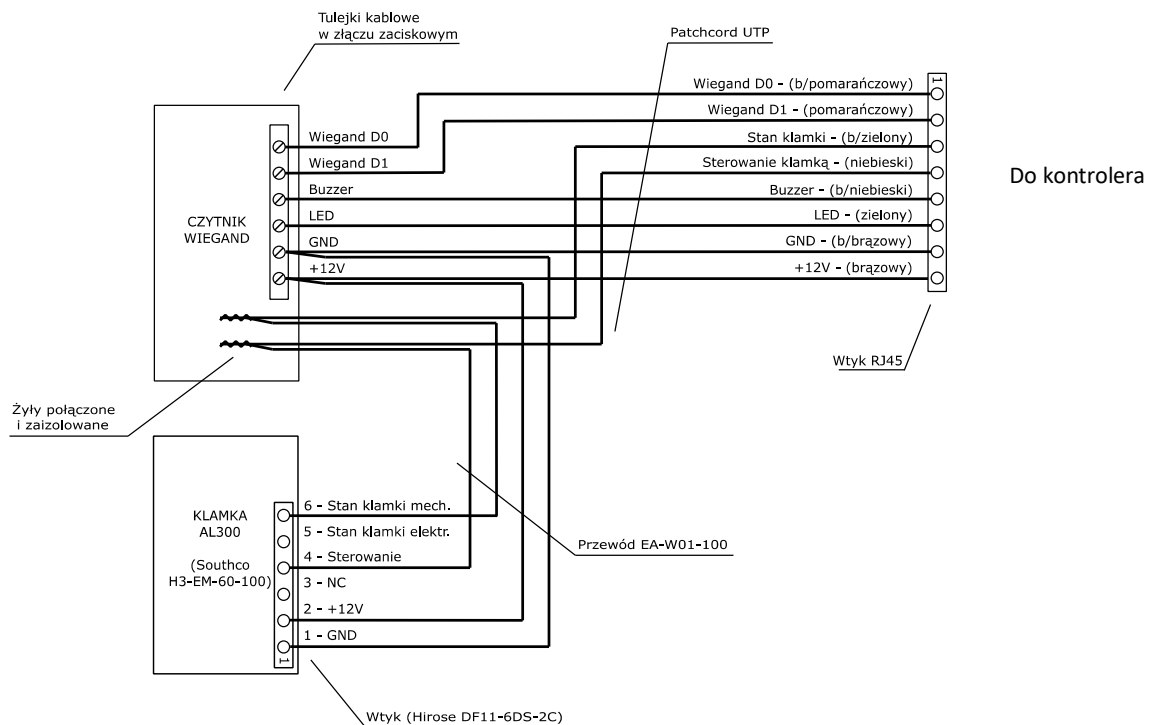 Tulejki kablowe
w złączu zaciskowym
Patchcord UTP
CZYTNIK
WIEGAND
Wiegand D0
Wiegand D1
Buzzer
LED
GND
+12V
1
Wiegand D0 - (b/pomarańczowy)
Wiegand D1 - (pomarańczowy)
Stan klamki - (b/zielony)
Sterowanie klamką - (niebieski)
Buzzer - (b/niebieski)
LED - (zielony)
GND - (b/brązowy)
+12V - (brązowy)
Do kontrolera
Wtyk RJ45
Żyły połączone
i zaizolowane
KLAMKA
AL300
(Southco
H3-EM-60-100)
6 - Stan klamki mech.
5 - Stan klamki elektr.
4 - Sterowanie
3 - NC
2 - +12V
1 - GND
1
Przewód EA-W01-100
Wtyk (Hirose DF11-6DS-2C)